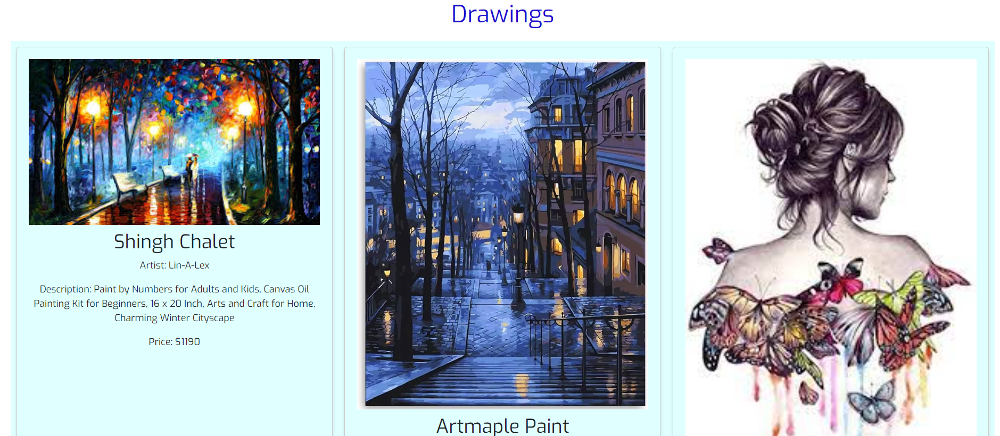 Drawings
Shingh Chalet
Artist: Lin-A-Lex
Description: Paint by Numbers for Adults and Kids, Canvas Oil
Painting Kit for Beginners, 16 x 20 Inch, Arts and Craft for Home,
Charming Winter Cityscape
Price: $1190
Artmaple Paint